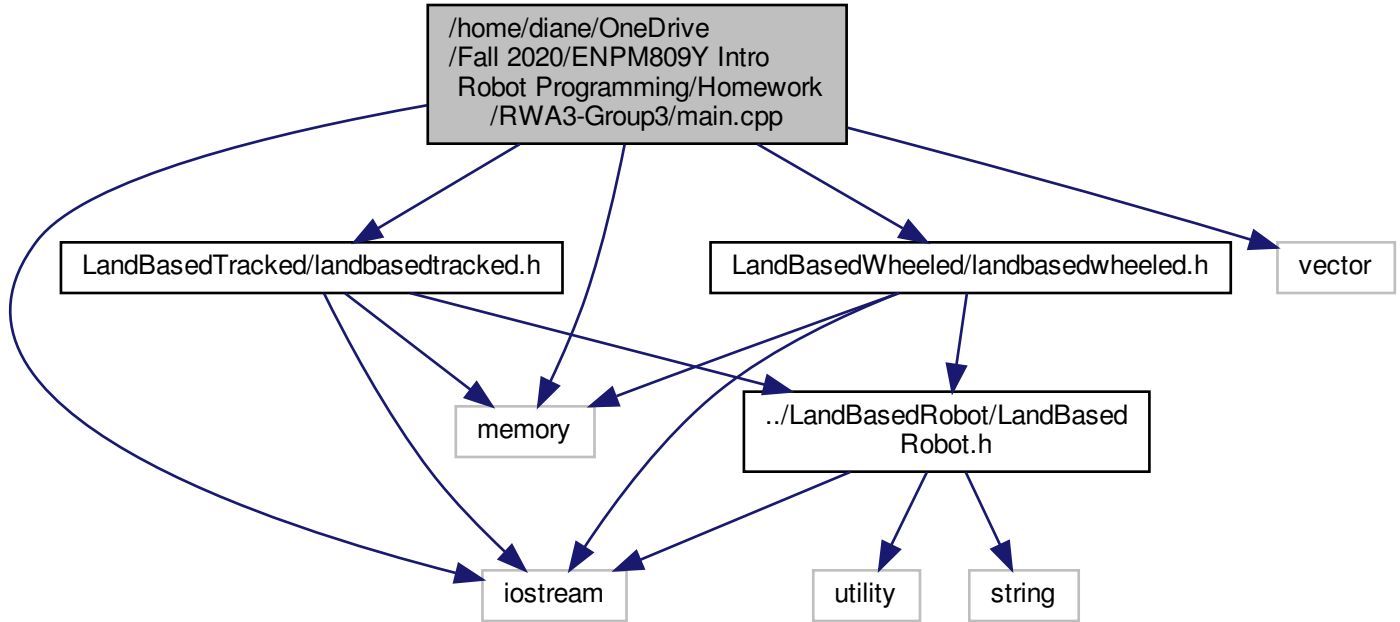 /home/diane/OneDrive
/Fall 2020/ENPM809Y Intro
Robot Programming/Homework
/RWA3-Group3/main.cpp
LandBasedTracked/landbasedtracked.h
LandBasedWheeled/landbasedwheeled.h
vector
memory
../LandBasedRobot/LandBased
Robot.h
iostream
utility
string